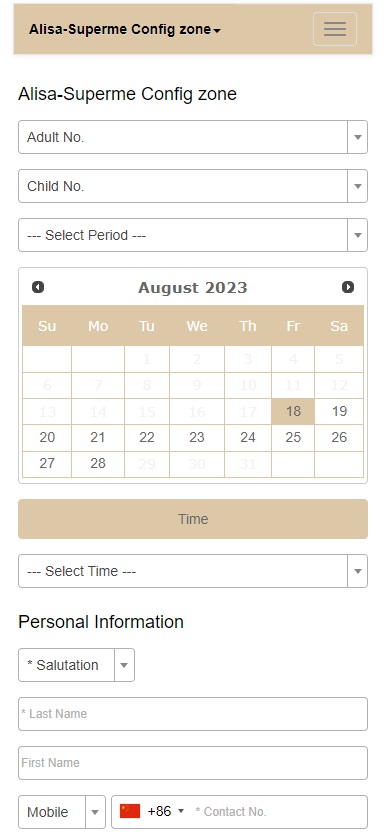 Alisa-Superme Config zone
Alisa-Superme Config zone
Adult No.
Child No.
--- Select Period ---
August 2023
Su Mo Tu We Th Fr Sa
1 2 3 4 5
6 7 8 9 10 11 12
13 14 15 16 17 18 19
20 21 22 23 24 25 26
27 28 29 30 31
Time
--- Select Time ---
Personal Information
* Salutation
* Last Name
First Name
Mobile +86 * Contact No.